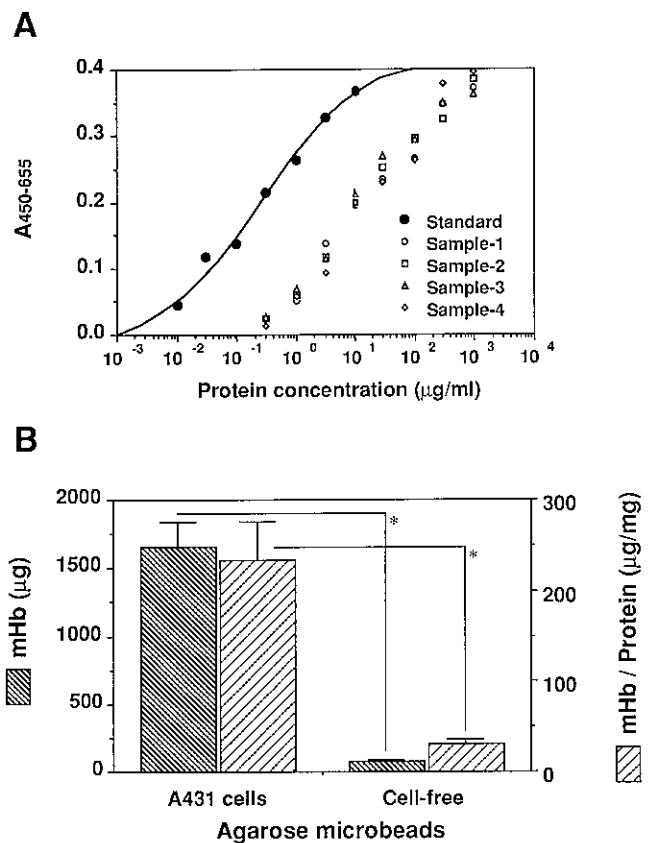 A
0.4
0.3
0.2
0.1
0.0
A450-655
Standard
Sample-1
Sample-2
Sample-3
Sample-4
10 -3
10 -2
10 -1
10 0
10 1
10 2
10 3
10 4
Protein concentration (μg/ml)
B
2000
1500
1000
500
0
mHb (μg)
*
*
300
200
100
0
mHb / Protein (μg/mg)
A431 cells
Cell-free
Agarose microbeads